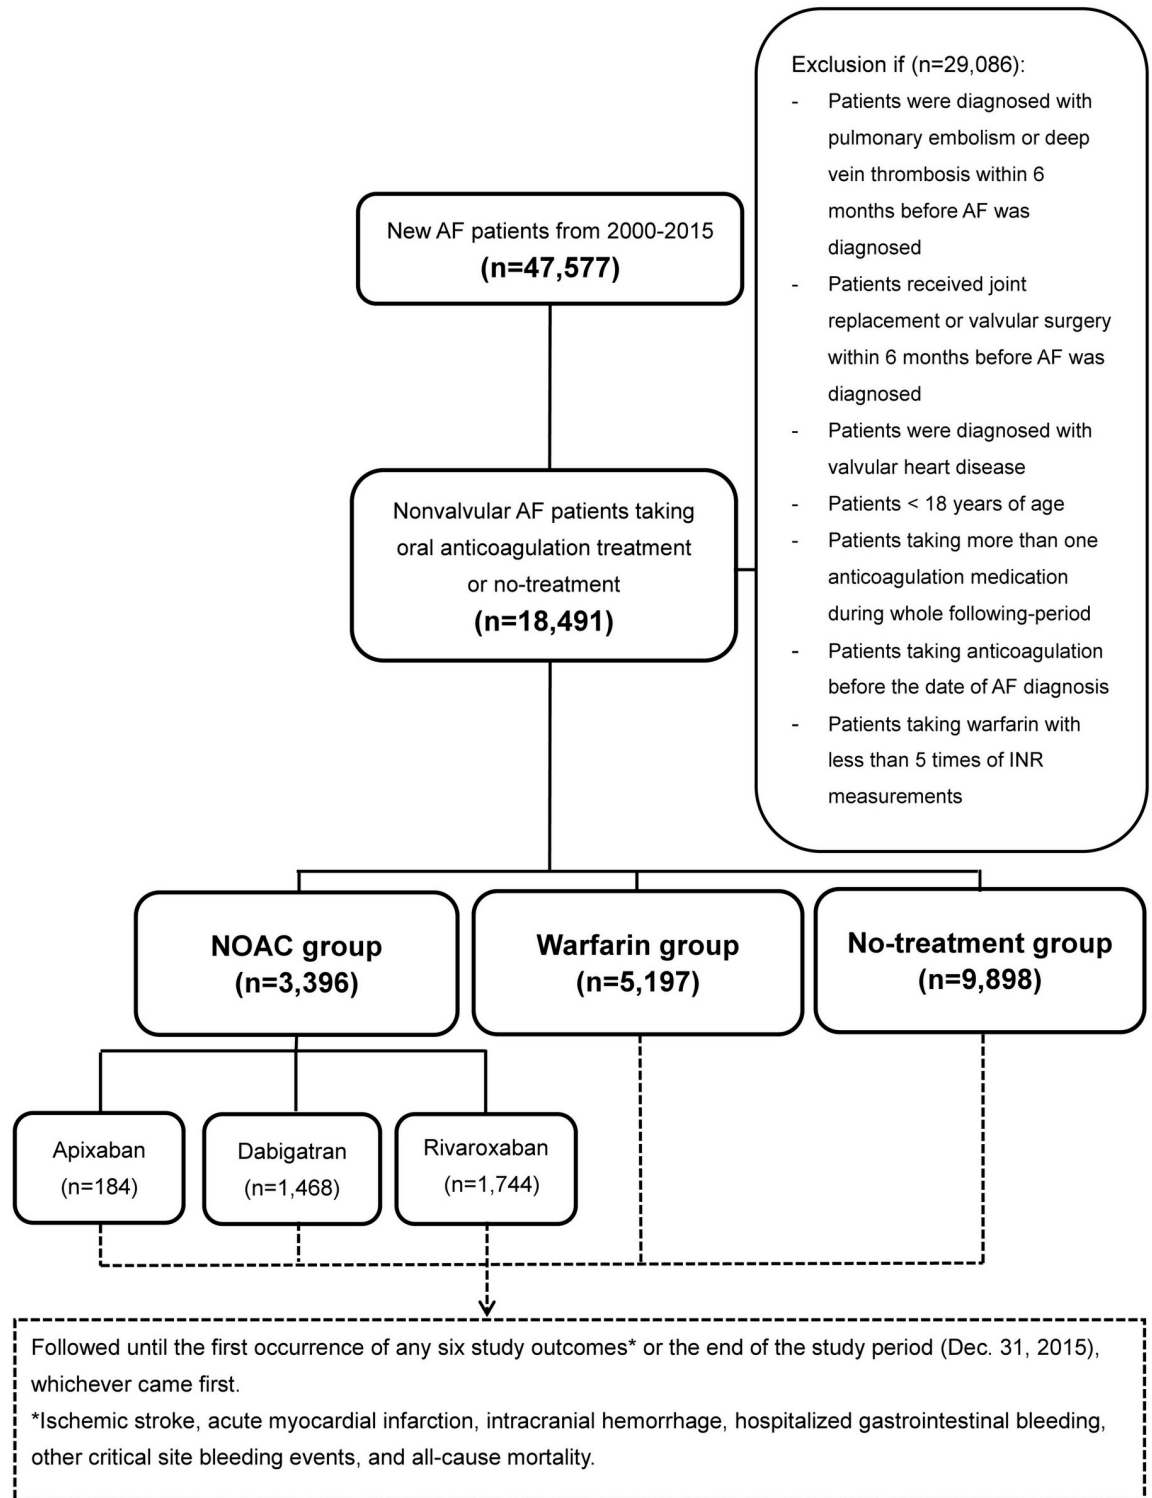 Exclusion if (n=29,086):
- Patients were diagnosed with
pulmonary embolism or deep
vein thrombosis within 6
months before AF was
diagnosed
- Patients received joint
replacement or valvular surgery
within 6 months before AF was
diagnosed
- Patients were diagnosed with
valvular heart disease
- Patients < 18 years of age
- Patients taking more than one
anticoagulation medication
during whole following-period
- Patients taking anticoagulation
before the date of AF diagnosis
- Patients taking warfarin with
less than 5 times of INR
measurements
New AF patients from 2000-2015
(n=47,577)
Nonvalvular AF patients taking
oral anticoagulation treatment
or no-treatment
(n=18,491)
NOAC group
(n=3,396)
Warfarin group
(n=5,197)
No-treatment group
(n=9,898)
Apixaban
(n=184)
Dabigatran
(n=1,468)
Rivaroxaban
(n=1,744)
Followed until the first occurrence of any six study outcomes* or the end of the study period (Dec. 31, 2015),
whichever came first.
*Ischemic stroke, acute myocardial infarction, intracranial hemorrhage, hospitalized gastrointestinal bleeding,
other critical site bleeding events, and all-cause mortality.